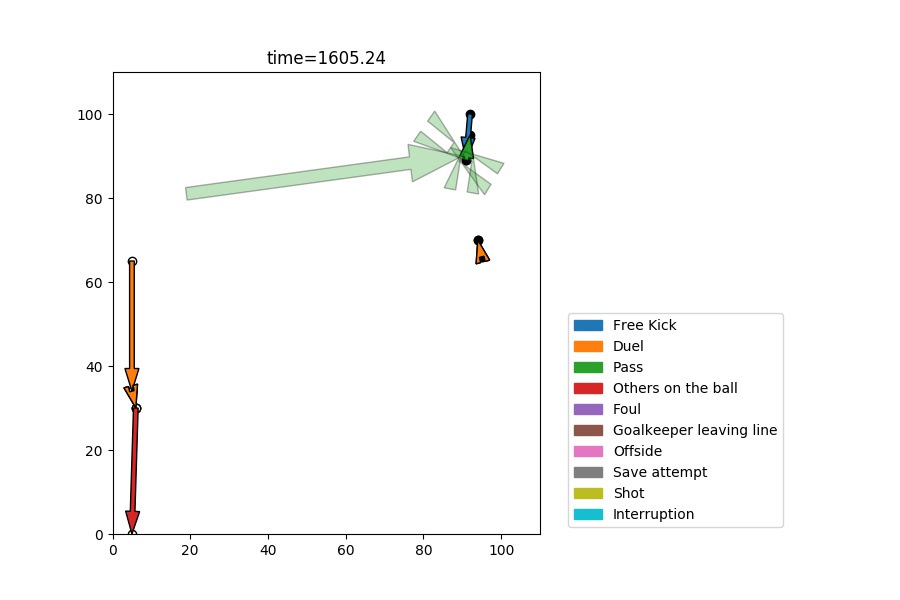 time=1605.24
100
80
60
40
20
0
0 20 40 60 80 100
Free Kick
Duel
Pass
Others on the ball
Foul
Goalkeeper leaving line
Offside
Save attempt
Shot
Interruption